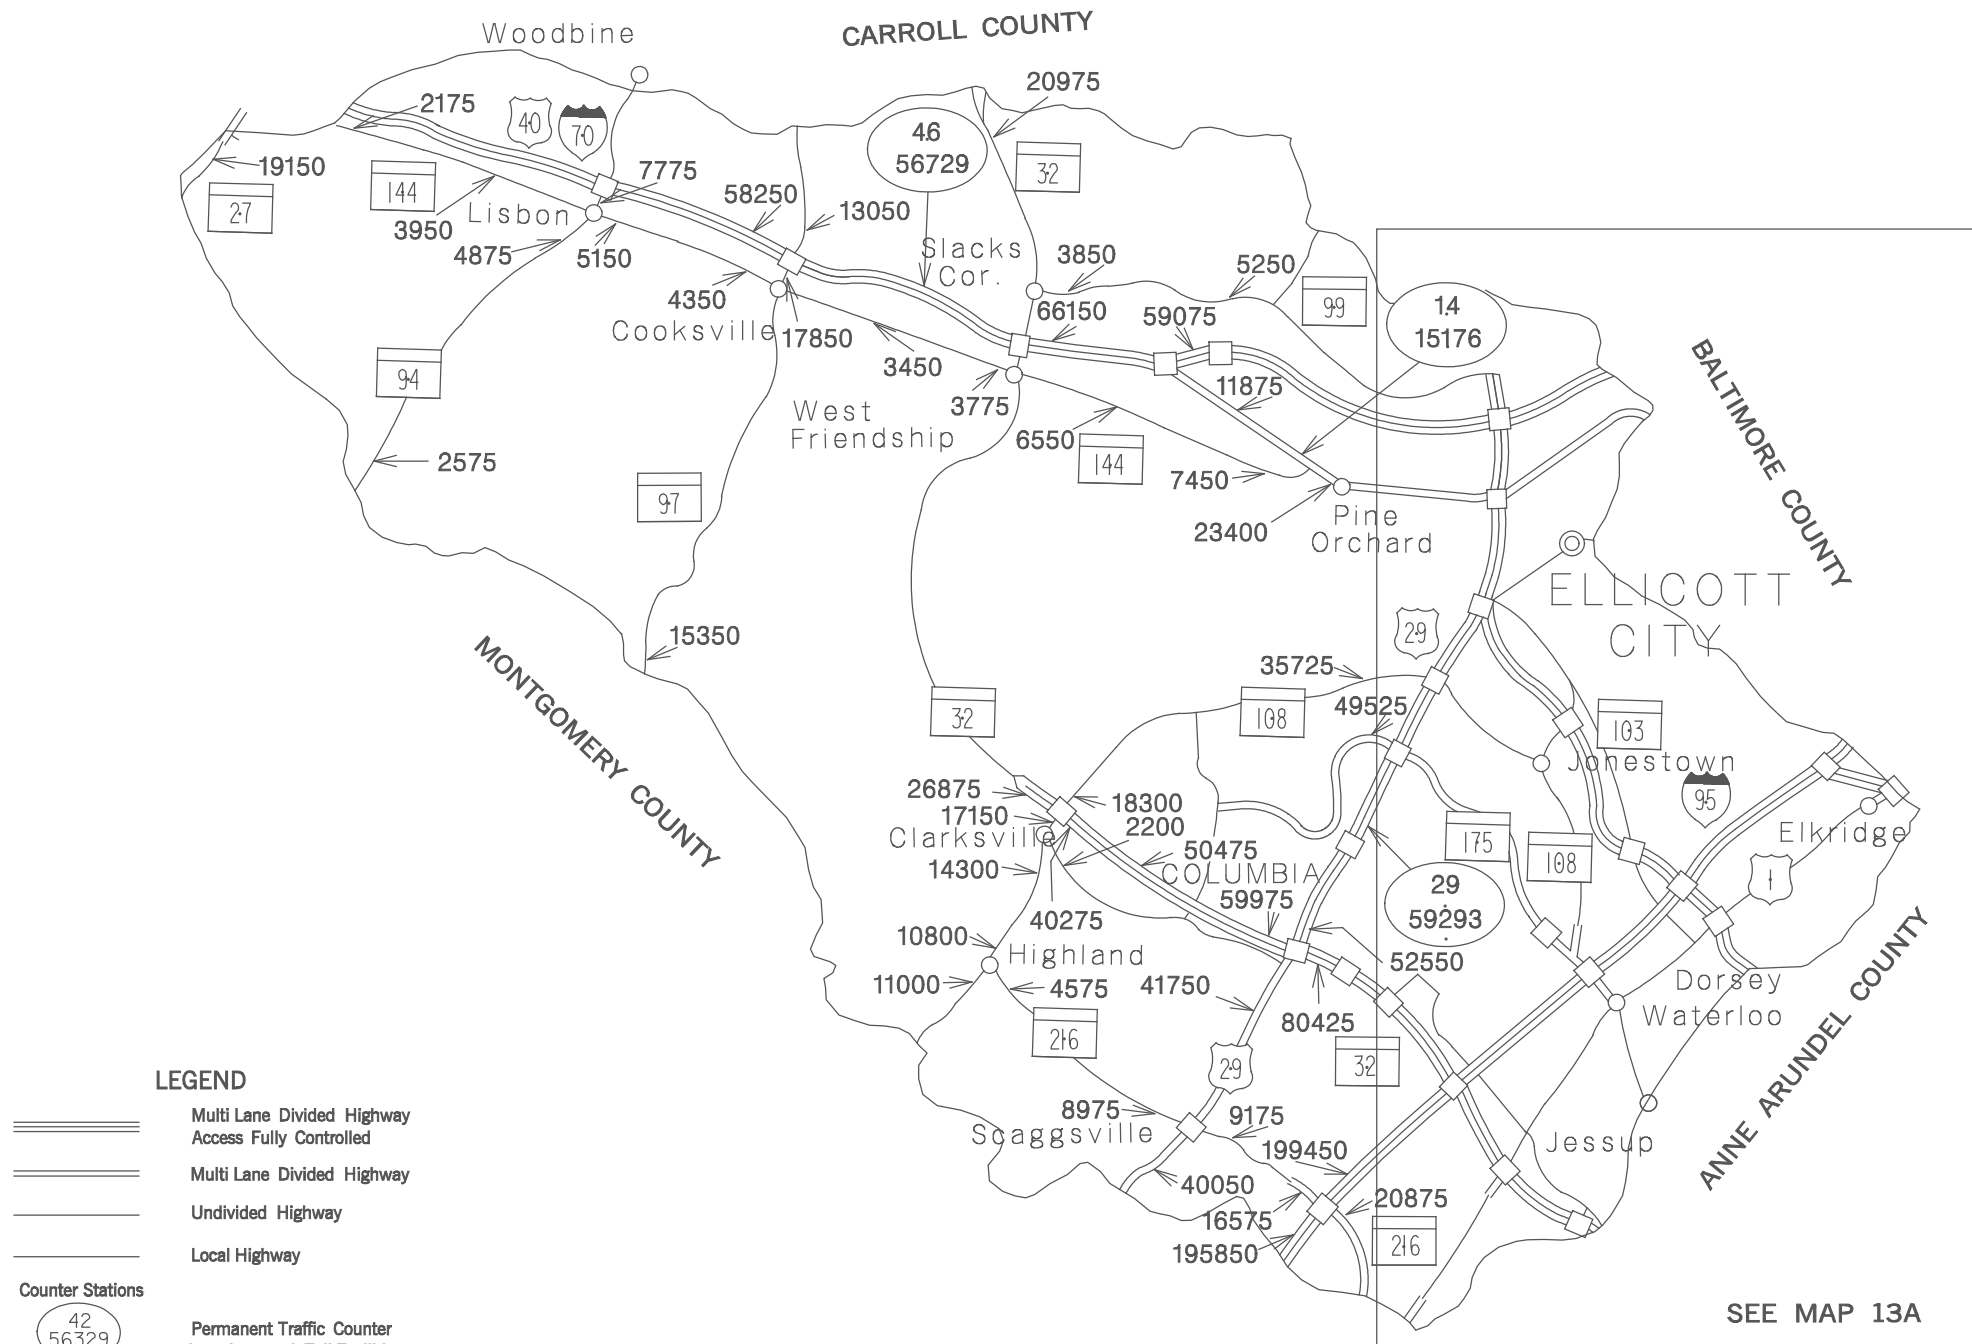 CARROLL COUNTY
Woodbine
20975
2175
40
70
46
56729
32
19150
144
7775
58250
13050
27
3950
Lisbon
4875
5150
Slacks
Cor.
3850
5250
99
4350
Cooksville
17850
66150
59075
14
15176
3450
11875
94
3775
West
Friendship
6550
144
BALTIMORE COUNTY
2575
7450
97
23400
Pine
Orchard
ELLICOTT
CITY
29
15350
MONTGOMERY COUNTY
35725
49525
32
108
103
Jonestown
95
26875
17150
Clarksville
18300
2200
50475
14300
COLUMBIA
59975
175
108
Elkridge
1
29
59293
40275
10800
Highland
52550
11000
4575
41750
Dorsey
Waterloo
216
80425
32
29
ANNE ARUNDEL COUNTY
8975
Scaggsville
9175
199450
Jessup
40050
16575
20875
195850
216
LEGEND
Multi Lane Divided Highway
Access Fully Controlled
Multi Lane Divided Highway
Undivided Highway
Local Highway
Counter Stations
42
56329
Permanent Traffic Counter
SEE MAP 13A